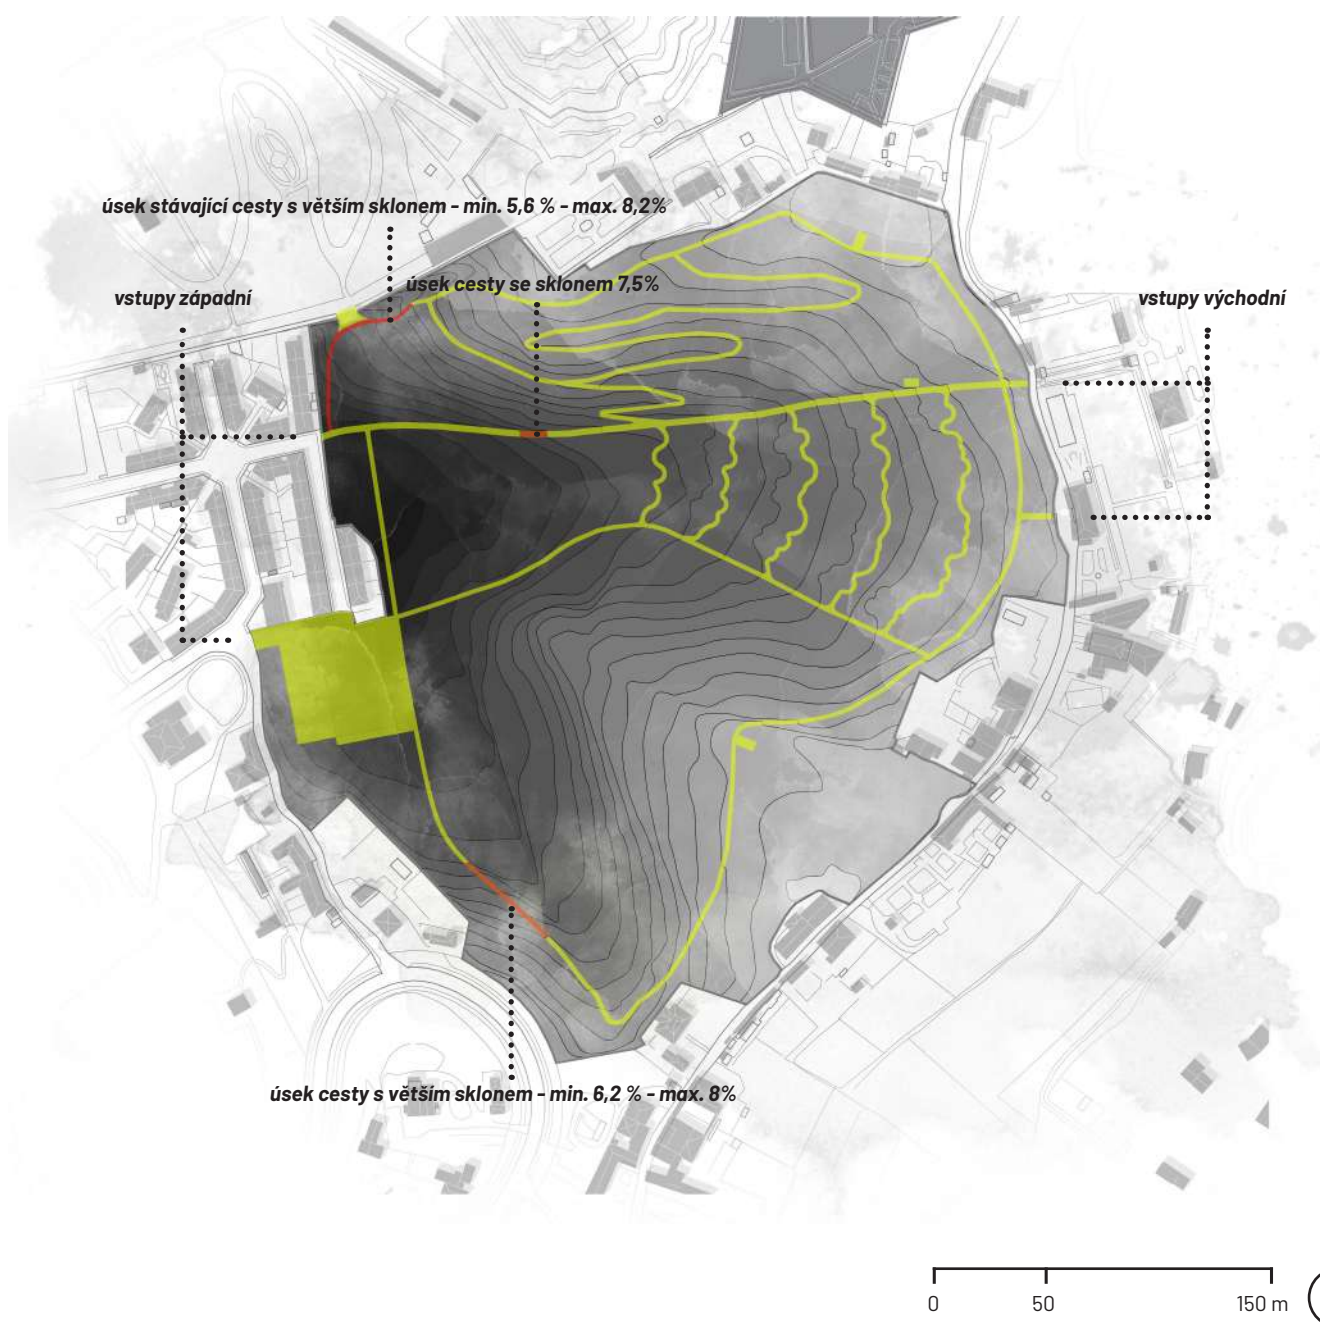 úsek stávající cesty s větším sklonem - min. 5,6 % - max. 8,2%
úsek cesty se sklonem 7,5%
vstupy západní
vstupy východní
úsek cesty s větším sklonem - min. 6,2 % - max. 8%
0
50
150 m